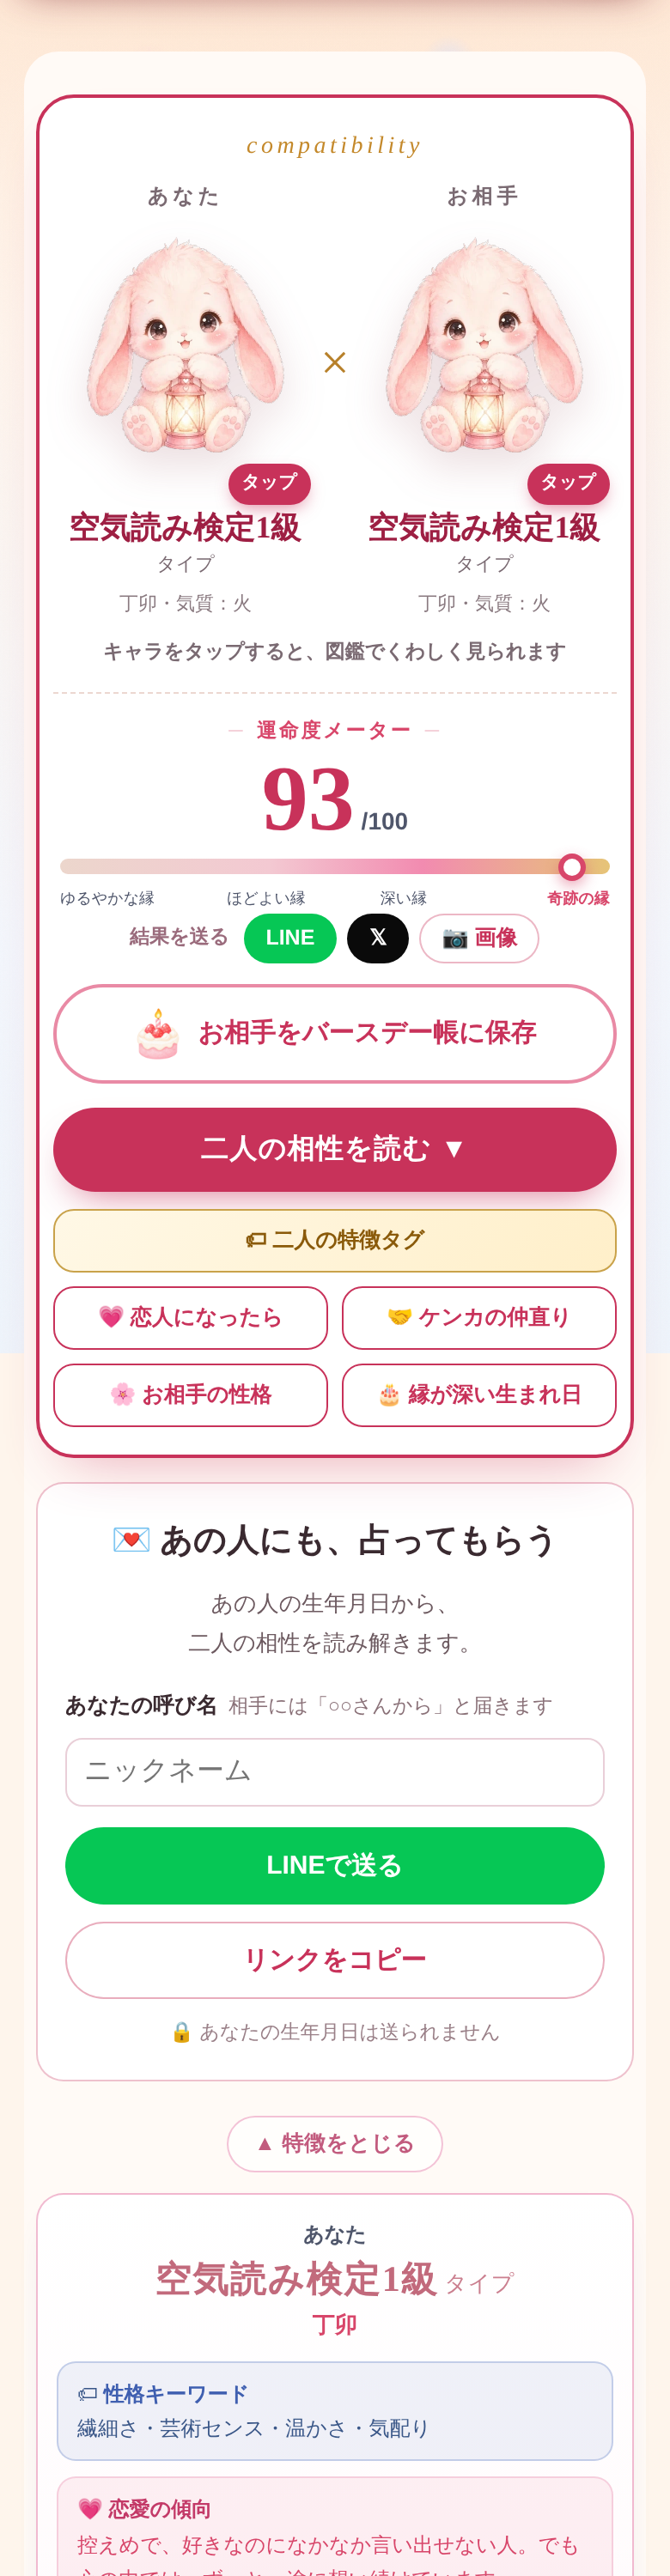 compatibility
あなた
お相手
×
タップ
タップ
空気読み検定1級
空気読み検定1級
タイプ
タイプ
丁卯・気質：火
丁卯・気質：火
キャラをタップすると、図鑑でくわしく見られます
運命度メーター
93 /100
ゆるやかな縁 ほどよい縁 深い縁 奇跡の縁
結果を送る LINE 𝕏 📷 画像
🎂 お相手をバースデー帳に保存
二人の相性を読む ▼
🏷 二人の特徴タグ
💗 恋人になったら
🤝 ケンカの仲直り
🌸 お相手の性格
🎂 縁が深い生まれ日
💌 あの人にも、占ってもらう
あの人の生年月日から、
二人の相性を読み解きます。
あなたの呼び名 相手には「○○さんから」と届きます
ニックネーム
LINEで送る
リンクをコピー
🔒 あなたの生年月日は送られません
▲ 特徴をとじる
あなた
空気読み検定1級 タイプ
丁卯
🏷 性格キーワード
繊細さ・芸術センス・温かさ・気配り
💗 恋愛の傾向
控えめで、好きなのになかなか言い出せない人。でも